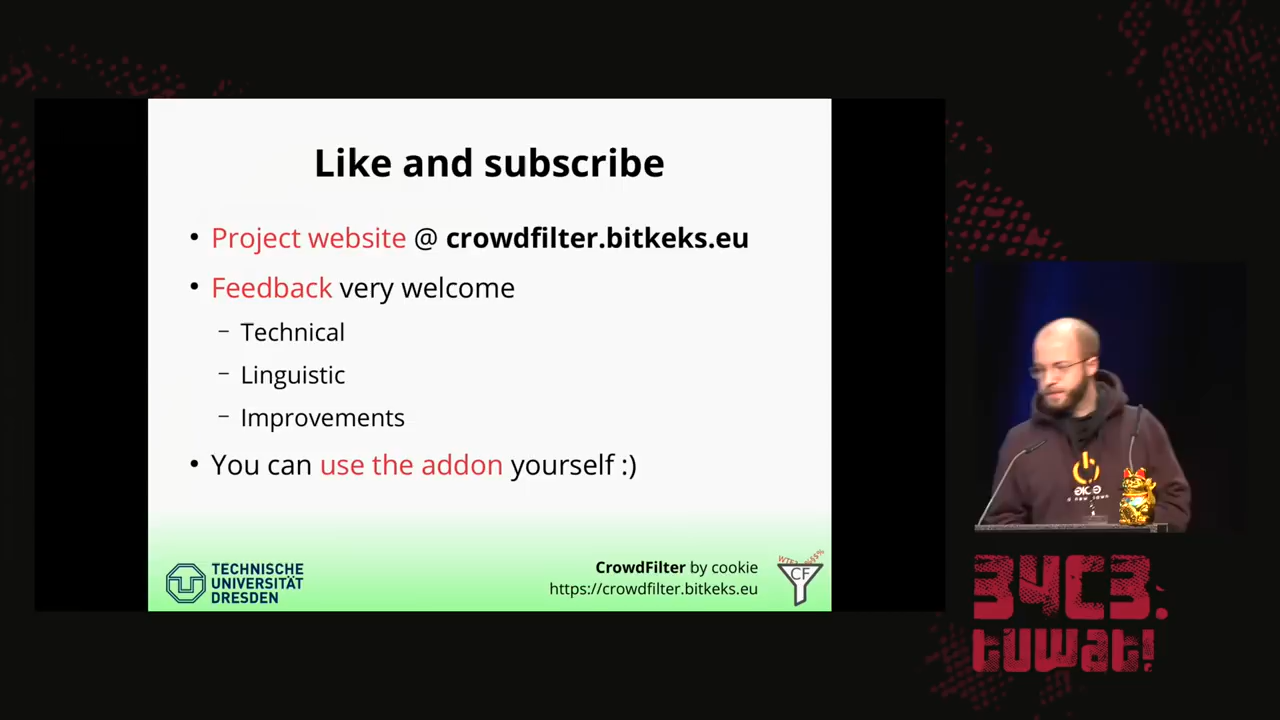 Like and subscribe
• Project website @ crowdfilter.bitkeks.eu
• Feedback very welcome
– Technical
– Linguistic
– Improvements
• You can use the addon yourself :)
TECHNISCHE
UNIVERSITÄT
DRESDEN
CrowdFilter by cookie
https://crowdfilter.bitkeks.eu
CF
34C3.
tuwat!